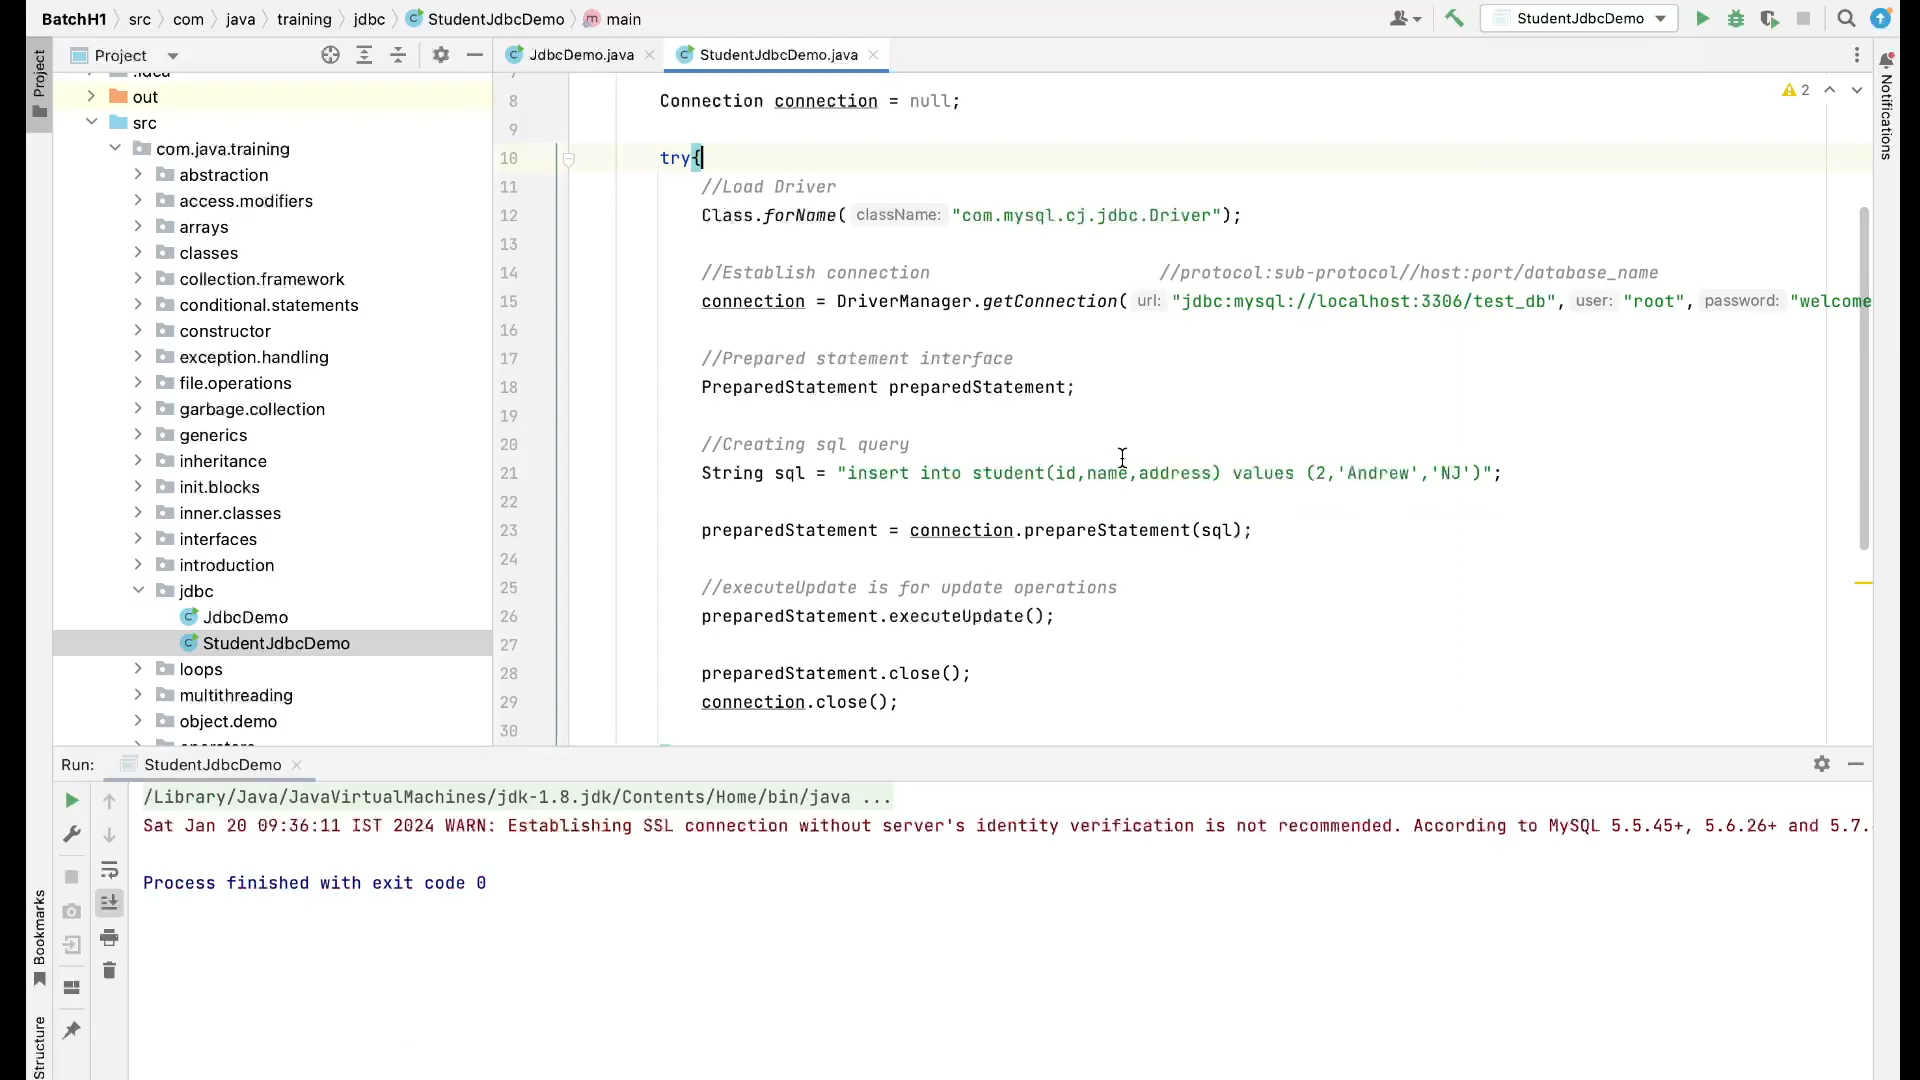 BatchH1 src com java training jdbc StudentJdbcDemo main StudentJdbcDemo
Project JdbcDemo.java StudentJdbcDemo.java
Project
out
src
com.java.training
abstraction
access.modifiers
arrays
classes
collection.framework
conditional.statements
constructor
exception.handling
file.operations
garbage.collection
generics
inheritance
init.blocks
inner.classes
interfaces
introduction
jdbc
JdbcDemo
StudentJdbcDemo
loops
multithreading
object.demo
2
8 Connection connection = null;
9
10 try{
11 //Load Driver
12 Class.forName( className: "com.mysql.cj.jdbc.Driver");
13
14 //Establish connection //protocol:sub-protocol//host:port/database_name
15 connection = DriverManager.getConnection( url: "jdbc:mysql://localhost:3306/test_db", user: "root", password: "welcome
16
17 //Prepared statement interface
18 PreparedStatement preparedStatement;
19
20 //Creating sql query
21 String sql = "insert into student(id,name,address) values (2,'Andrew','NJ')";
22
23 preparedStatement = connection.prepareStatement(sql);
24
25 //executeUpdate is for update operations
26 preparedStatement.executeUpdate();
27
28 preparedStatement.close();
29 connection.close();
30
Notifications
Run: StudentJdbcDemo
/Library/Java/JavaVirtualMachines/jdk-1.8.jdk/Contents/Home/bin/java ...
Sat Jan 20 09:36:11 IST 2024 WARN: Establishing SSL connection without server's identity verification is not recommended. According to MySQL 5.5.45+, 5.6.26+ and 5.7.
Process finished with exit code 0
Bookmarks
Structure